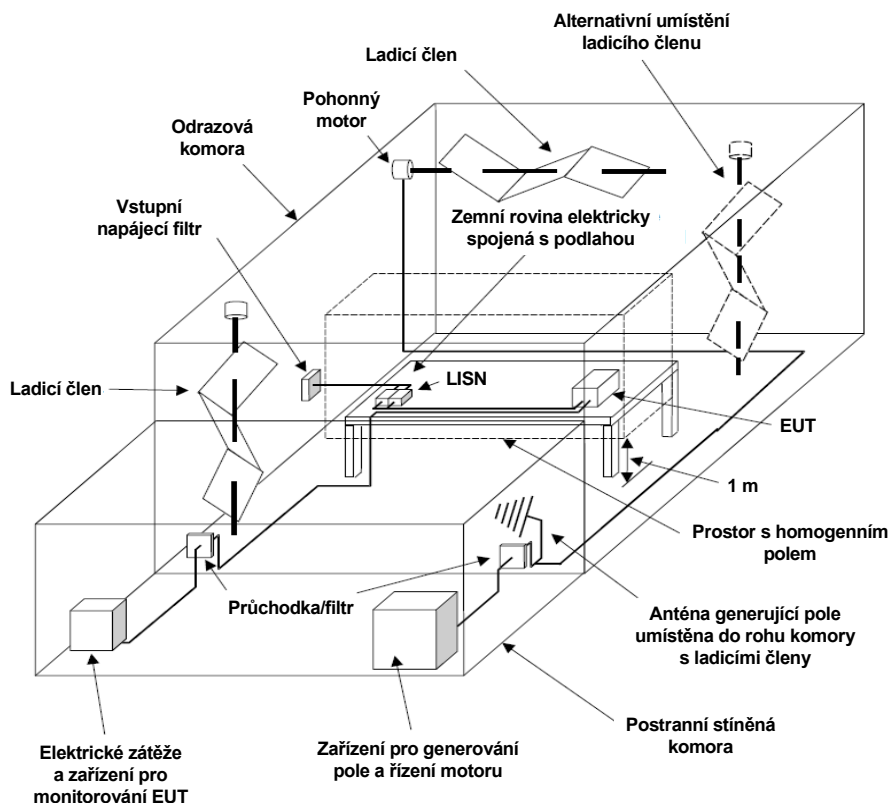 Alternativní umístění
ladicího členu
Ladicí člen
Pohonný
motor
Odrazová
komora
Vstupní
napájecí filtr
Zemní rovina elektricky
spojená s podlahou
Ladicí člen
LISN
EUT
1 m
Prostor s homogenním
polem
Průchodka/filtr
Anténa generující pole
umístěna do rohu komory
s ladicími členy
Postranní stíněná
komora
Zařízení pro generování
pole a řízení motoru
Elektrické zátěže
a zařízení pro
monitorování EUT